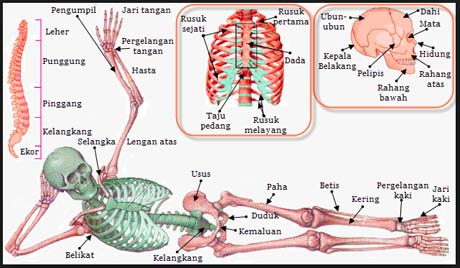 Pengumpil
Jari tangan
Leher
Pergelangan
tangan
Punggung
Hasta
Pinggang
Kelangkang
Selangka
Lengan atas
Ekor
Belikat
Rusuk
sejati
Rusuk
pertama
Dada
Taju
pedang
Rusuk
melayang
Ubun-
ubun
Dahi
Mata
Hidung
Kepala
Belakang
Pelipis
Rahang
atas
Rahang
bawah
Usus
Paha
Betis
Kering
Pergelangan
kaki
Jari
kaki
Duduk
Kemaluan
Kelangkang